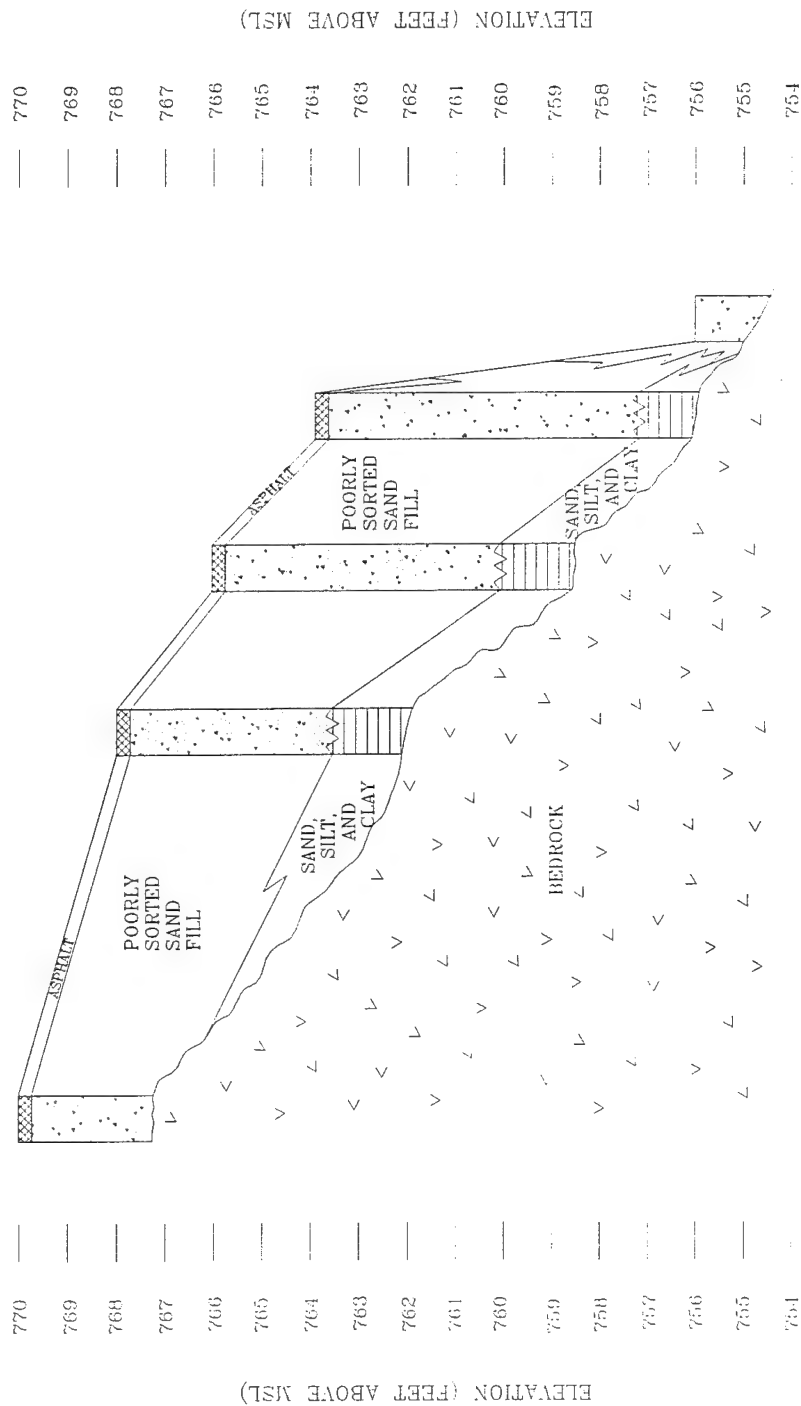 ELEVATION (FEET ABOVE MSL)
770
769
768
767
766
765
764
763
762
761
760
759
758
757
756
755
754
ASPHALT
POORLY
SORTED
SAND
FILL
SAND,
SILT,
AND
CLAY
BEDROCK
ASPHALT
POORLY
SORTED
SAND
FILL
SAND,
SILT,
AND
CLAY
770
769
768
767
766
765
764
763
762
761
760
759
758
757
756
755
754
ELEVATION (FEET ABOVE MSL)